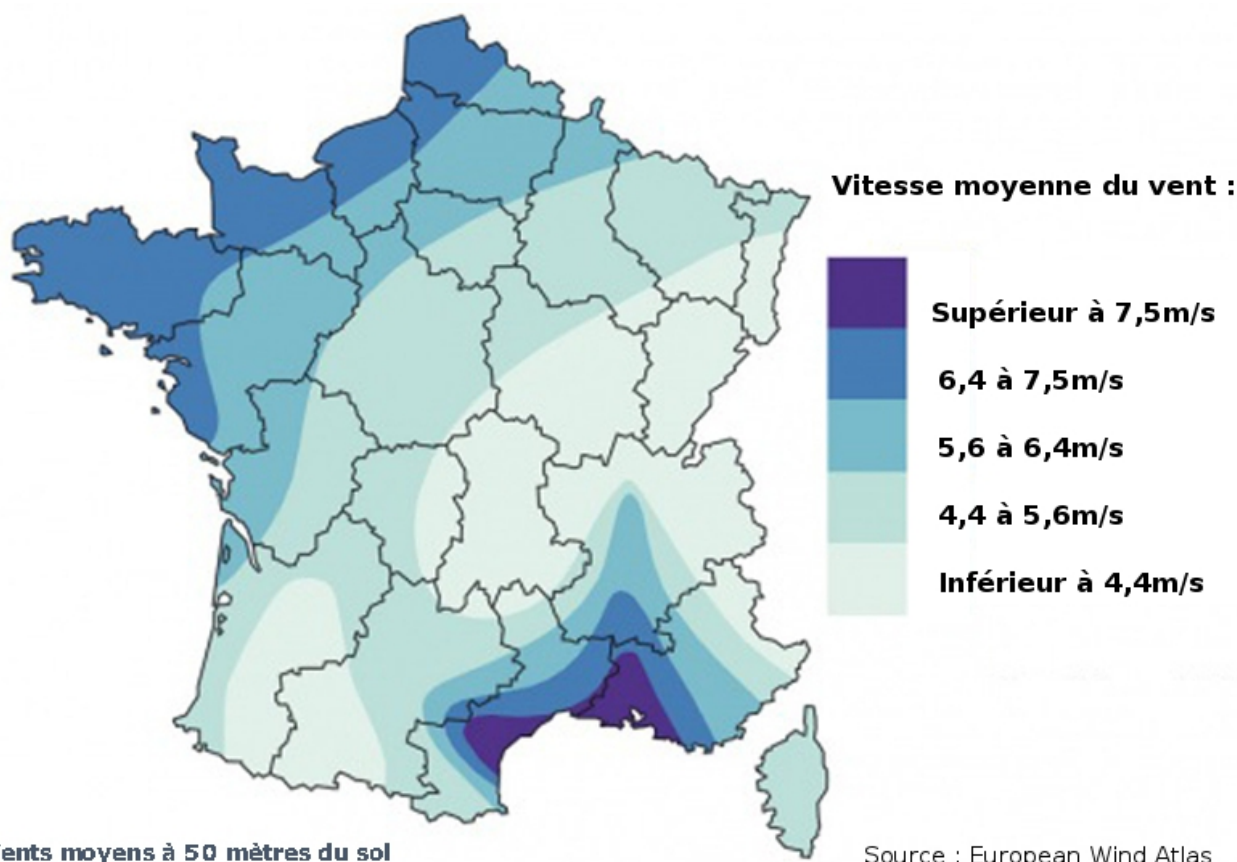 Vitesse moyenne du vent :
Supérieur à 7,5m/s
6,4 à 7,5m/s
5,6 à 6,4m/s
4,4 à 5,6m/s
Inférieur à 4,4m/s
ents moyens à 50 mètres du sol
Source : European Wind Atlas